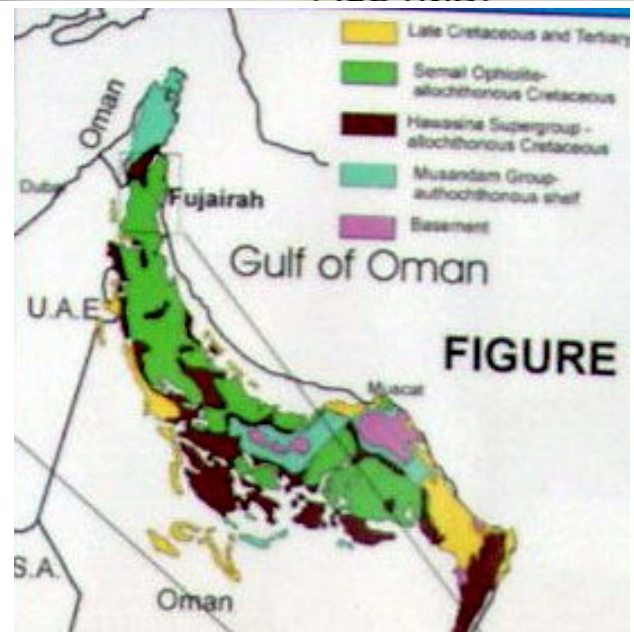 Late Cretaceous and Tertiary
Semail Ophiolite-
allochthonous Cretaceous
Hawasina Supergroup -
allochthonous Cretaceous
Musandam Group-
authochthonous shelf
Basement
Oman
Dubai
Fujairah
Gulf of Oman
U.A.E
FIGURE
Muscat
S.A.
Oman